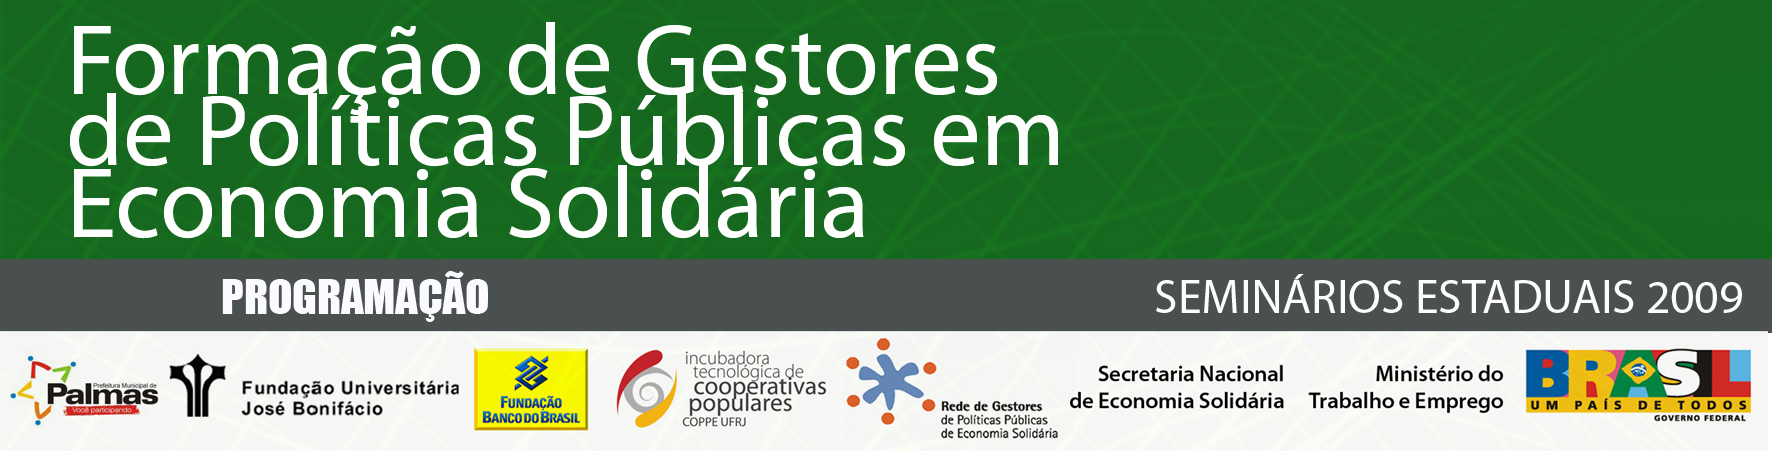 Formação de Gestores
de Políticas Públicas em
Economia Solidária
PROGRAMAÇÃO
SEMINÁRIOS ESTADUAIS 2009
Prefeitura Municipal de
Palmas
Você participando
Fundação Universitária
José Bonifácio
FUNDAÇÃO
BANCO DO BRASIL
incubadora
tecnológica de
cooperativas
populares
COPPE UFRJ
Rede de Gestores
de Políticas Públicas
de Economia Solidária
Secretaria Nacional
de Economia Solidária
Ministério do
Trabalho e Emprego
BRASIL
UM PAÍS DE TODOS
GOVERNO FEDERAL